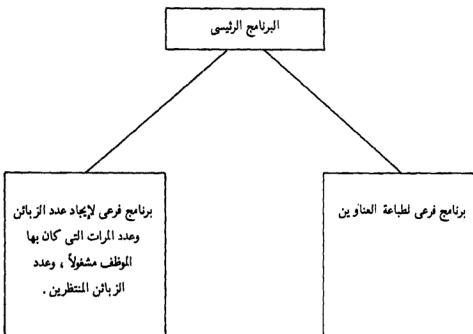 البرنامج الرئيسى
برنامج فرعى لطباعة العناوين
برنامج فرعى لإيجاد عدد الزبائن
وعدد المرات التى كان بها
الموظف مشغولاً ، وعدد
الزبائن المنتظرين .